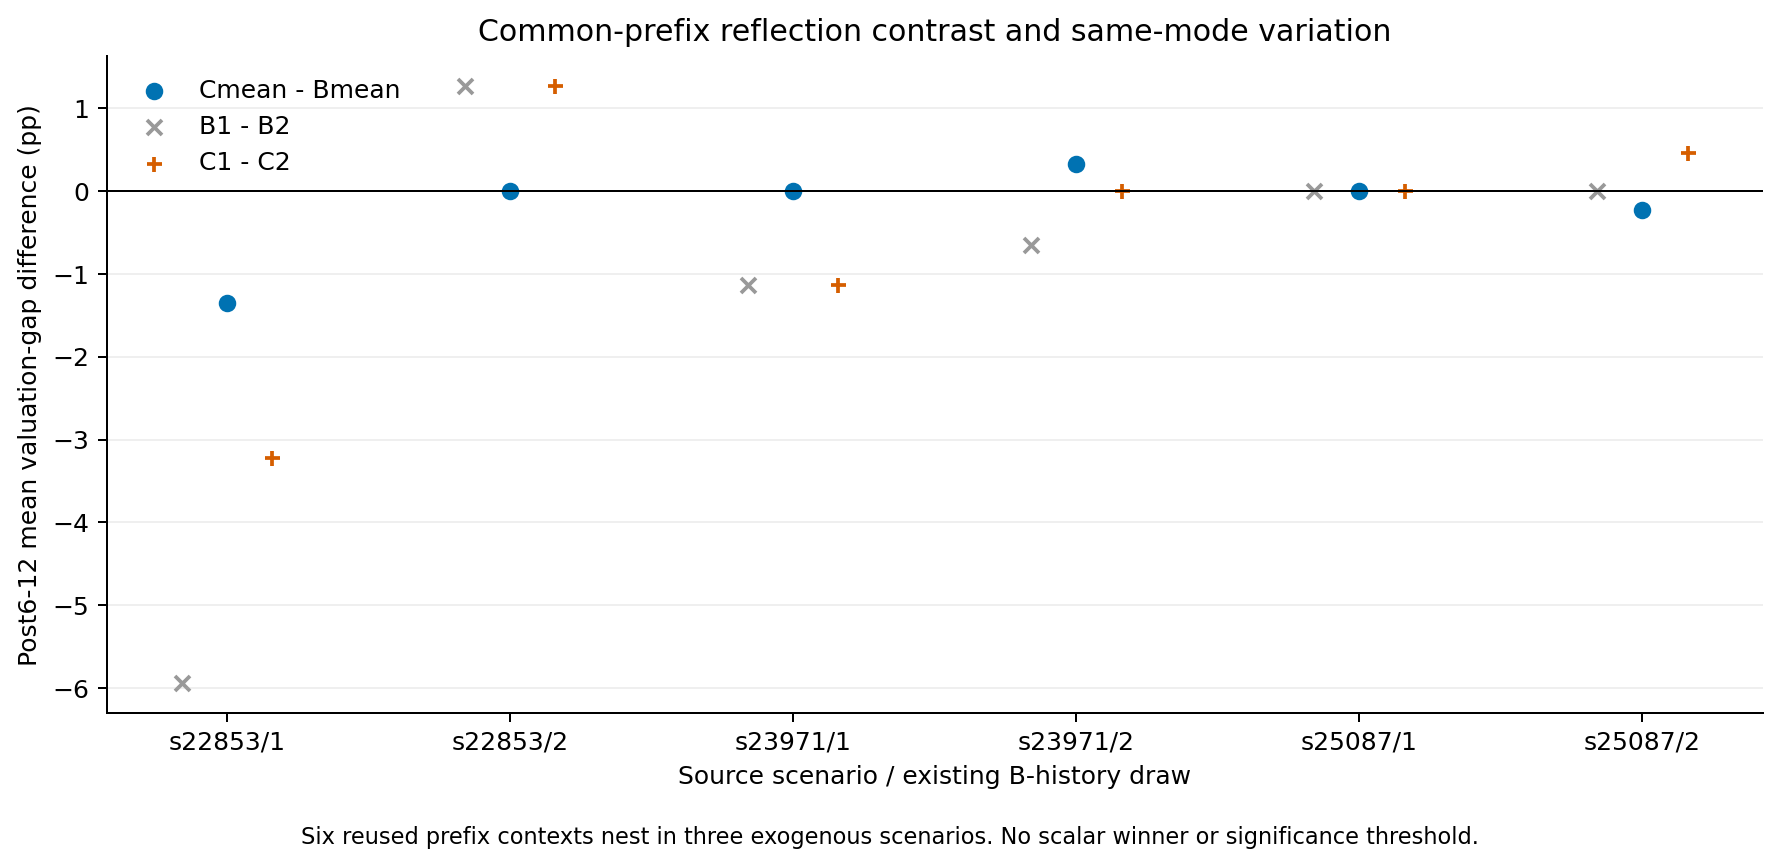 Common-prefix reflection contrast and same-mode variation
Cmean - Bmean
B1 - B2
C1 - C2
Post6-12 mean valuation-gap difference (pp)
1
0
−1
−2
−3
−4
−5
−6
s22853/1
s22853/2
s23971/1
s23971/2
s25087/1
s25087/2
Source scenario / existing B-history draw
Six reused prefix contexts nest in three exogenous scenarios. No scalar winner or significance threshold.